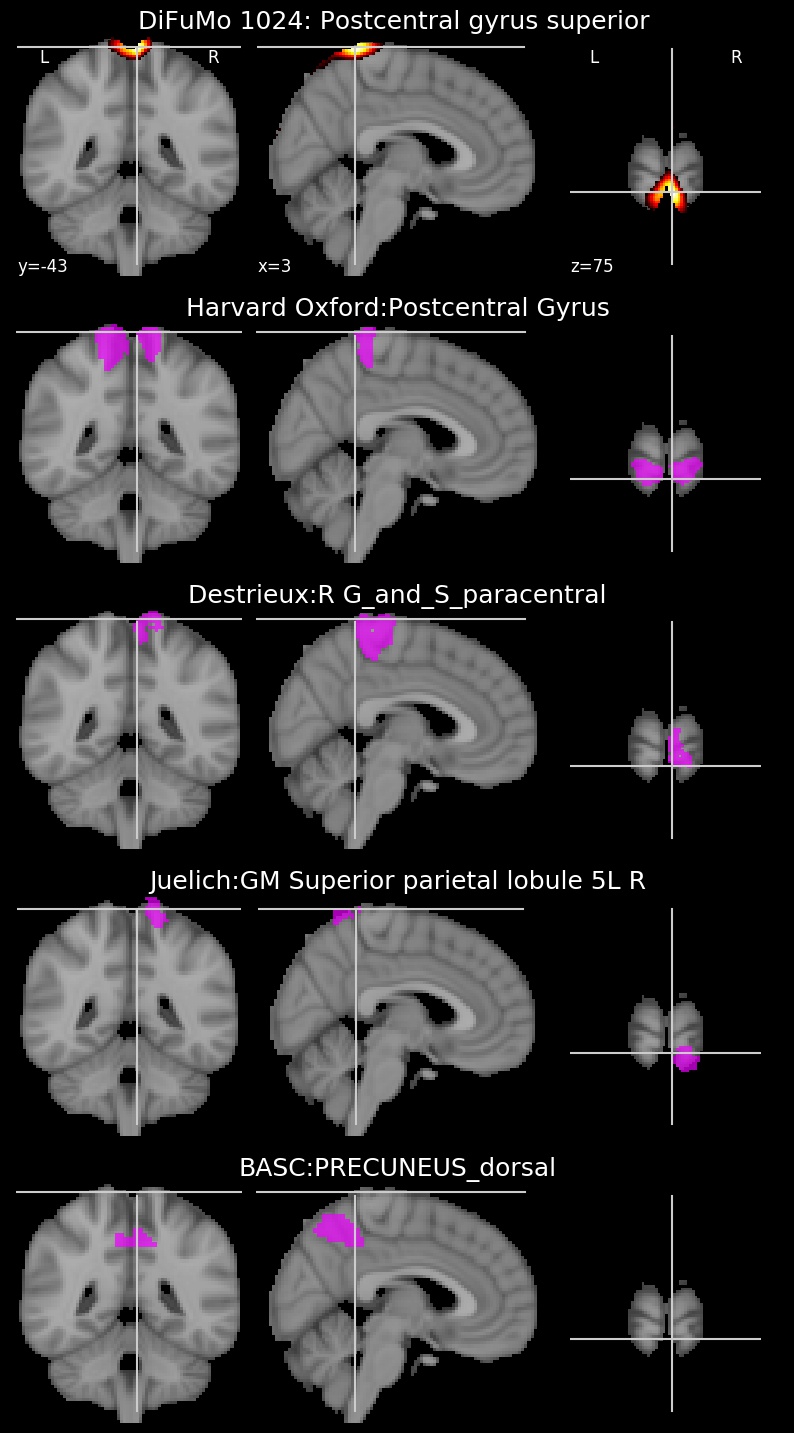 DiFuMo 1024: Postcentral gyrus superior
L R L R
y=-43 x=3 z=75
Harvard Oxford:Postcentral Gyrus
Destrieux:R G_and_S_paracentral
Juelich:GM Superior parietal lobule 5L R
BASC:PRECUNEUS_dorsal